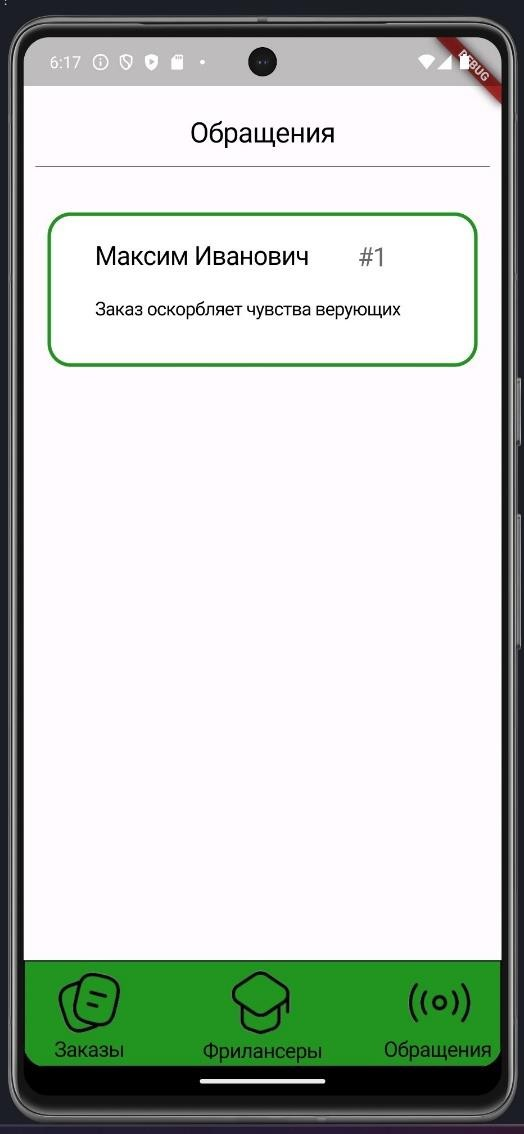 6:17
DEBUG
Обращения
Максим Иванович #1
Заказ оскорбляет чувства верующих
Заказы Фрилансеры Обращения